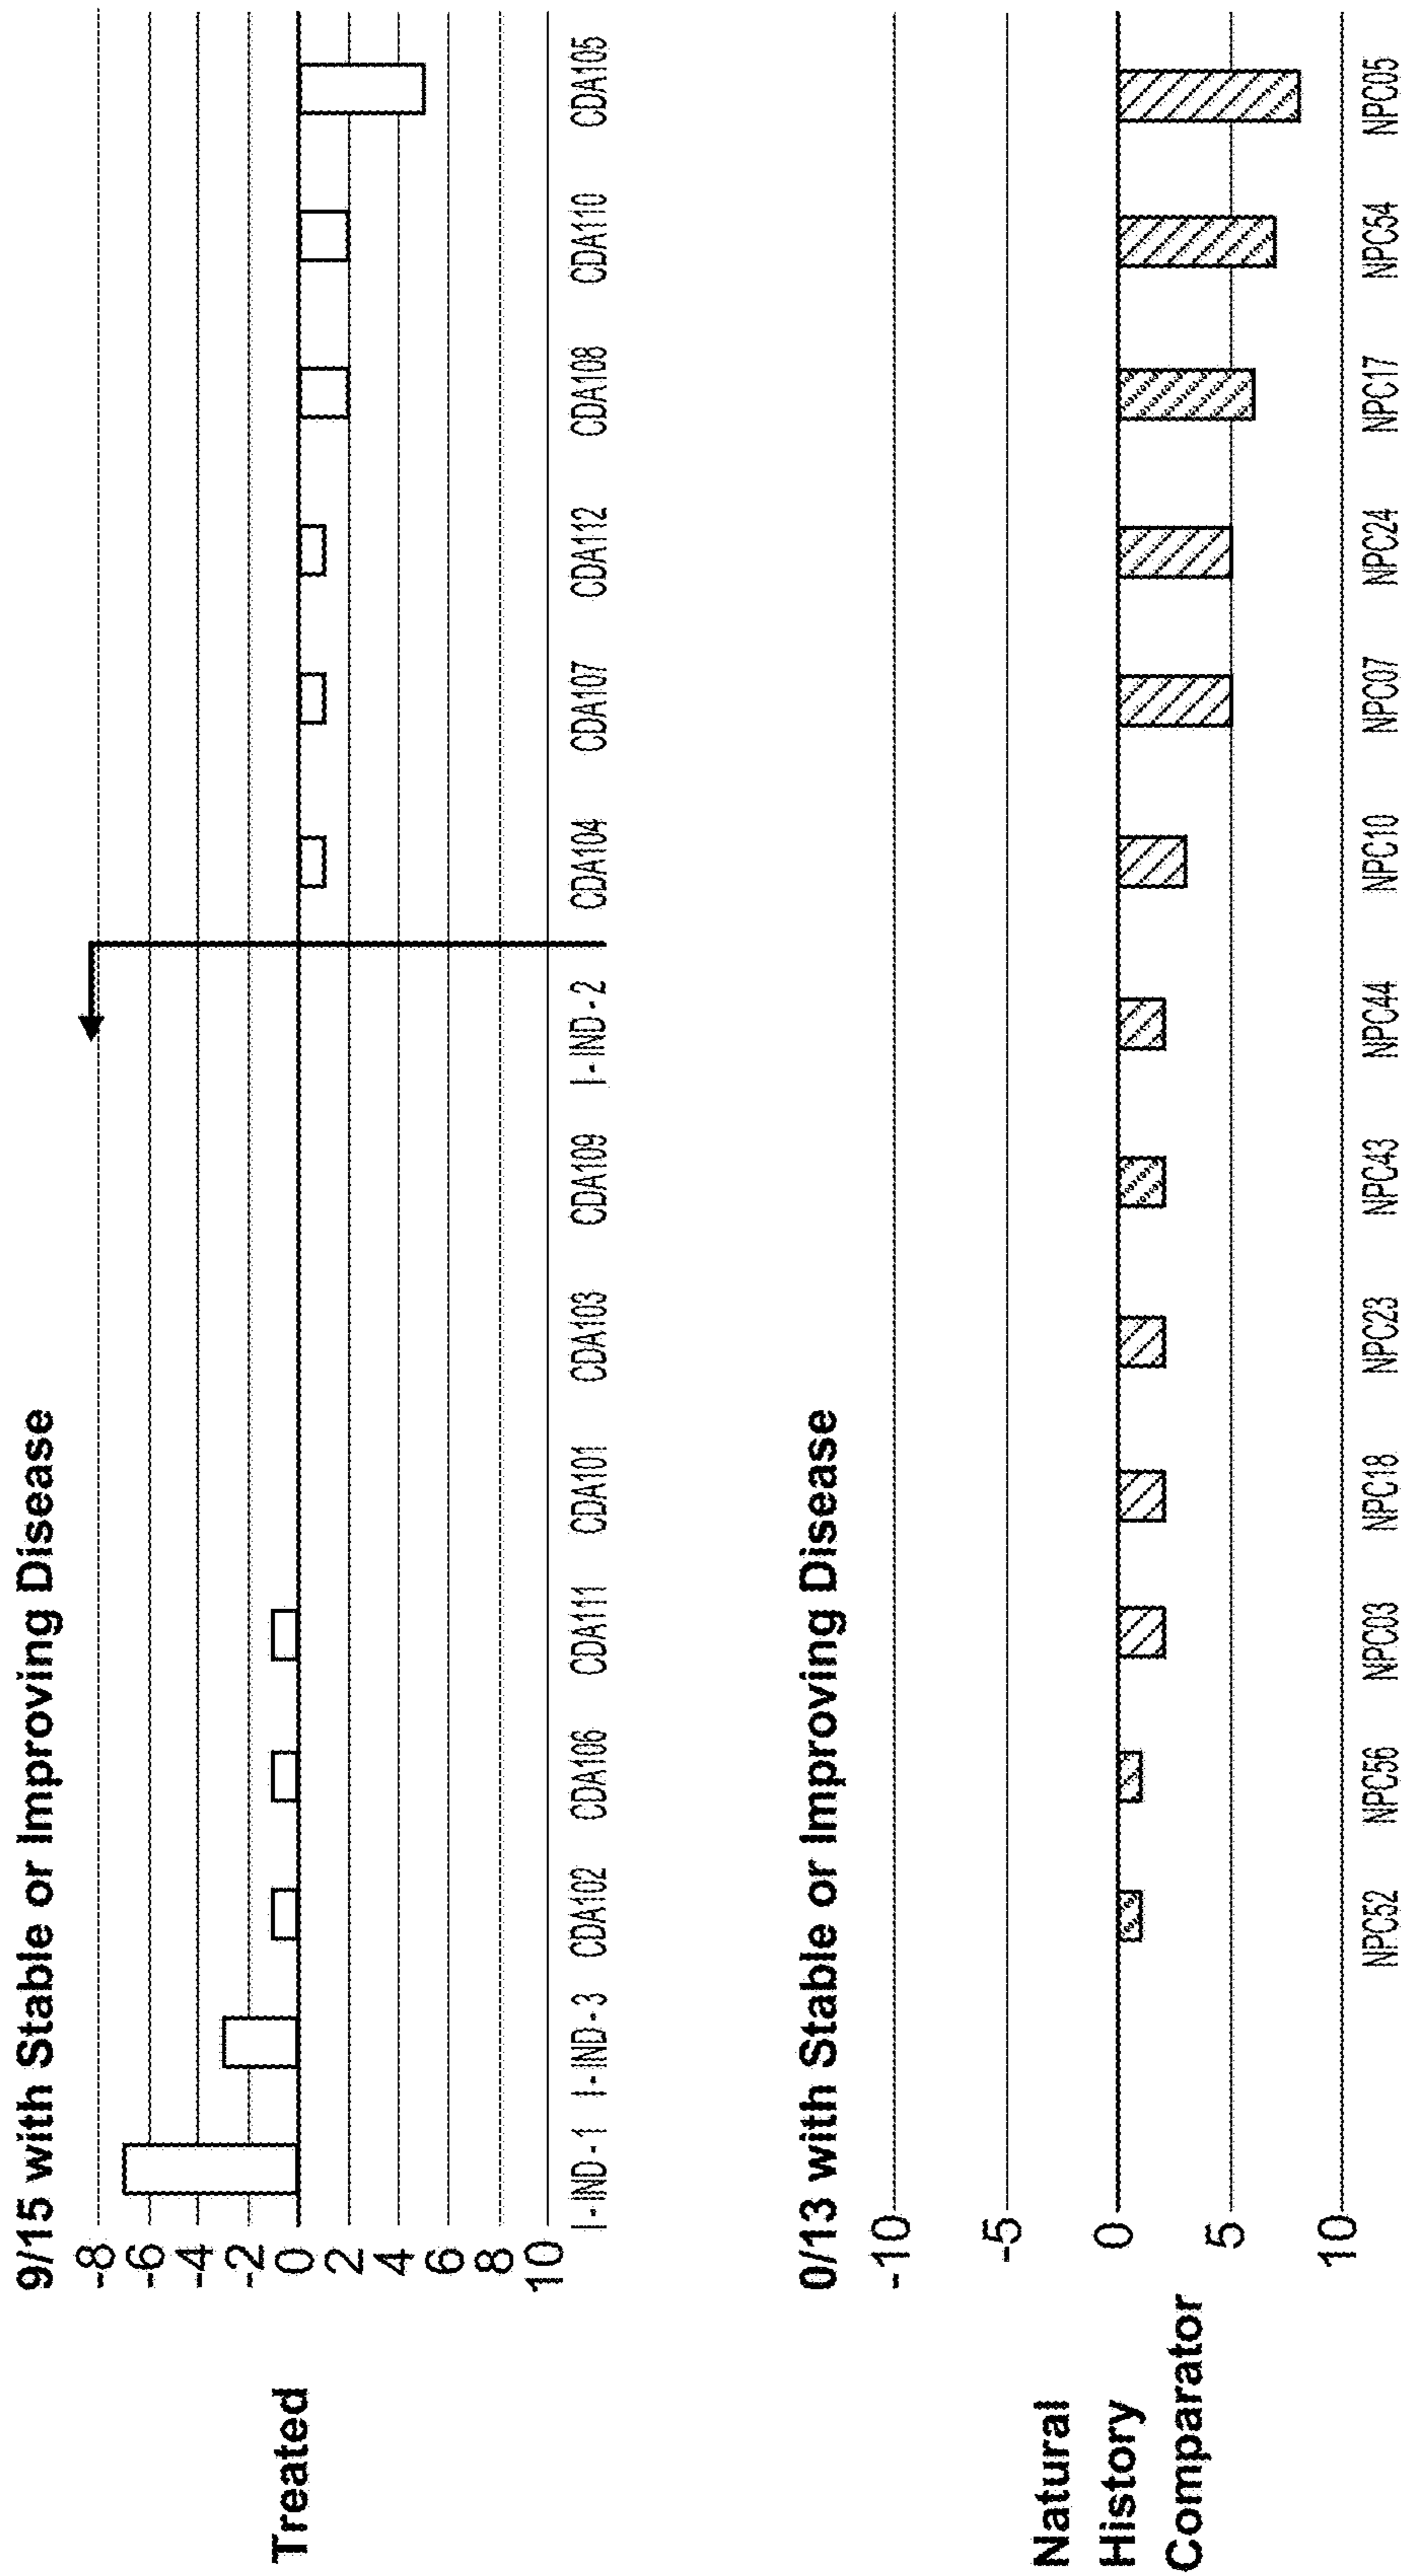 9/15 with Stable or Improving Disease
Treated
-8
-6
-4
-2
0
2
4
6
8
10
I-IND-1 I-IND-3 CDA102 CDA106 CDA111 CDA101 CDA103 CDA109 I-IND-2 CDA104 CDA107 CDA112 CDA108 CDA110 CDA105
0/13 with Stable or Improving Disease
Natural
History
Comparator
-10
-5
0
5
10
NPC52 NPC56 NPC03 NPC18 NPC23 NPC43 NPC44 NPC10 NPC07 NPC24 NPC17 NPC54 NPC05